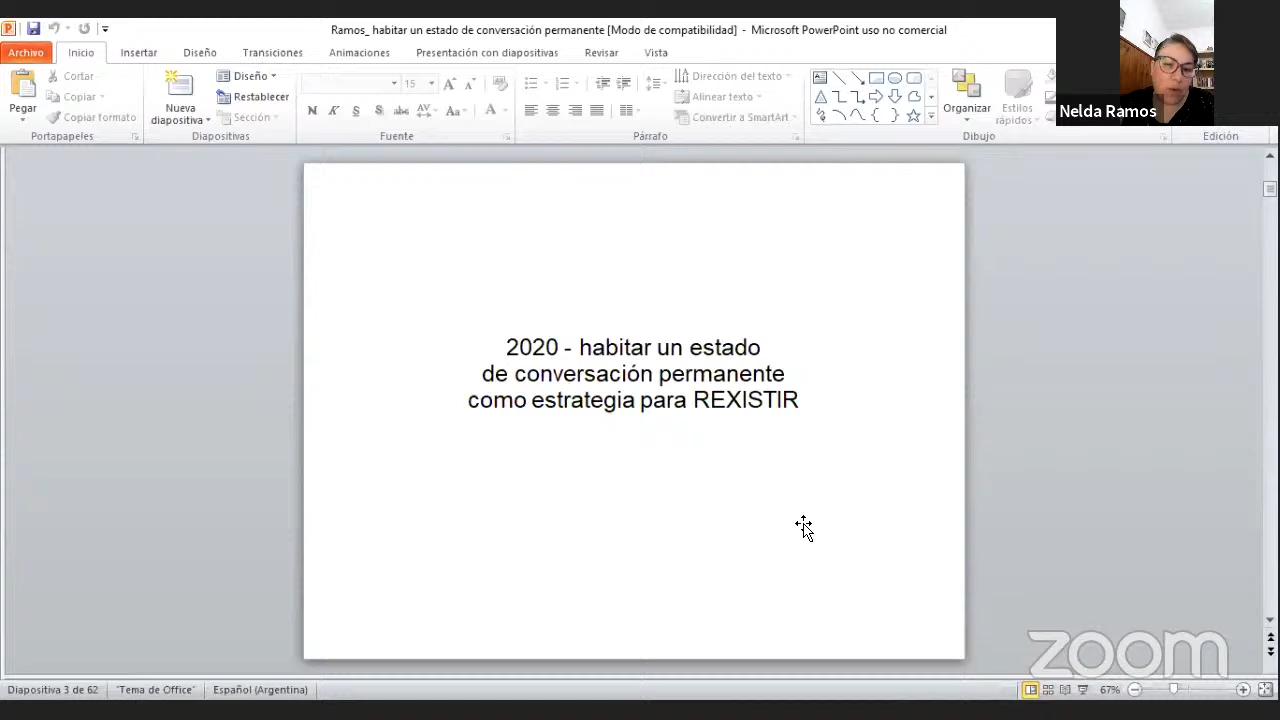 Ramos_ habitar un estado de conversación permanente [Modo de compatibilidad] - Microsoft PowerPoint uso no comercial
Archivo Inicio Insertar Diseño Transiciones Animaciones Presentación con diapositivas Revisar Vista
Pegar
Cortar
Copiar
Copiar formato
Portapapeles
Nueva diapositiva
Diseño
Restablecer
Sección
Diapositivas
15
N K S S abc AV Aa A
Fuente
Párrafo
Dirección del texto
Alinear texto
Convertir a SmartArt
Organizar
Estilos rápidos
Dibujo
Edición
Nelda Ramos
2020 - habitar un estado
de conversación permanente
como estrategia para REXISTIR
zoom
Diapositiva 3 de 62 "Tema de Office" Español (Argentina) 67%